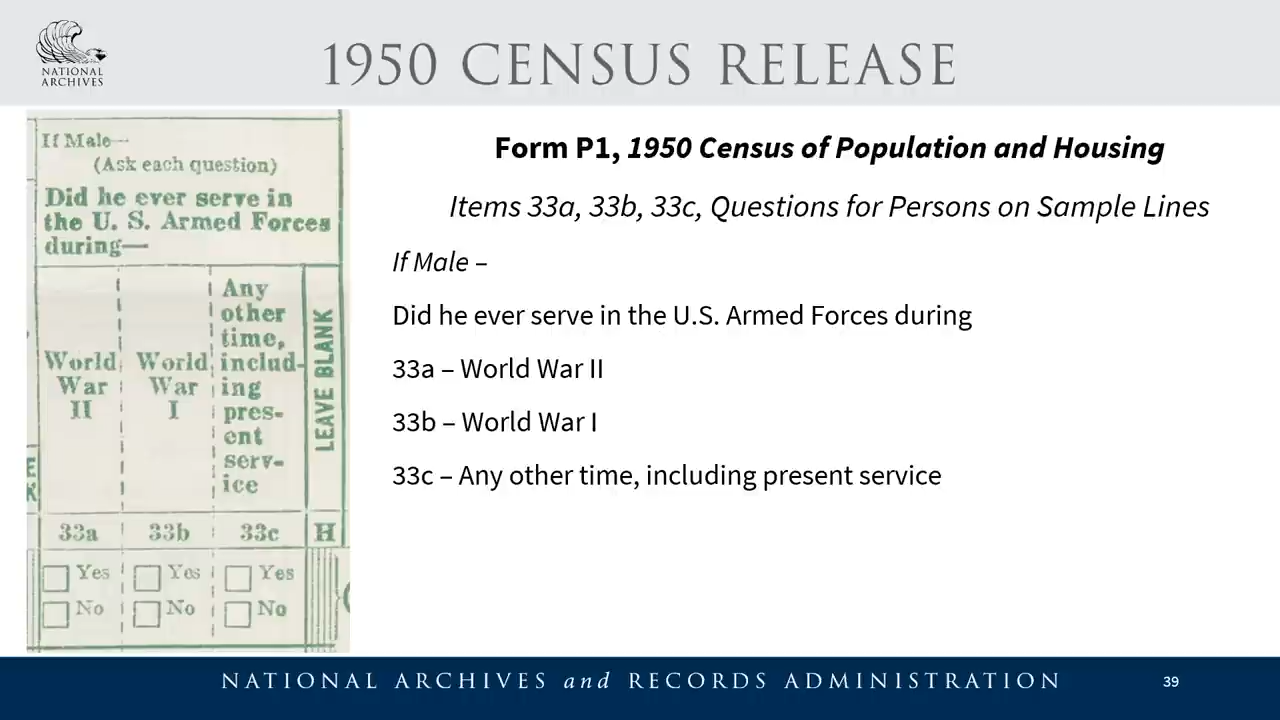 NATIONAL
ARCHIVES
1950 CENSUS RELEASE
If Male—
(Ask each question)
Did he ever serve in
the U. S. Armed Forces
during—
World
War
II
World
War
I
Any
other
time,
includ-
ing
pres-
ent
serv-
ice
LEAVE BLANK
33a
33b
33c
H
Yes
Yes
Yes
No
No
No
Form P1, 1950 Census of Population and Housing
Items 33a, 33b, 33c, Questions for Persons on Sample Lines
If Male –
Did he ever serve in the U.S. Armed Forces during
33a – World War II
33b – World War I
33c – Any other time, including present service
NATIONAL ARCHIVES and RECORDS ADMINISTRATION
39